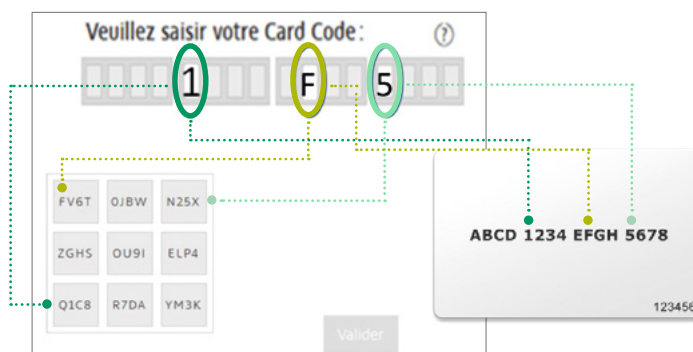 Veuillez saisir votre Card Code :
?
1 F 5
FV6T 0JBW N25X
ZGHS OU9I ELP4
Q1C8 R7DA YM3K
ABCD 1234 EFGH 5678
123456
Valider